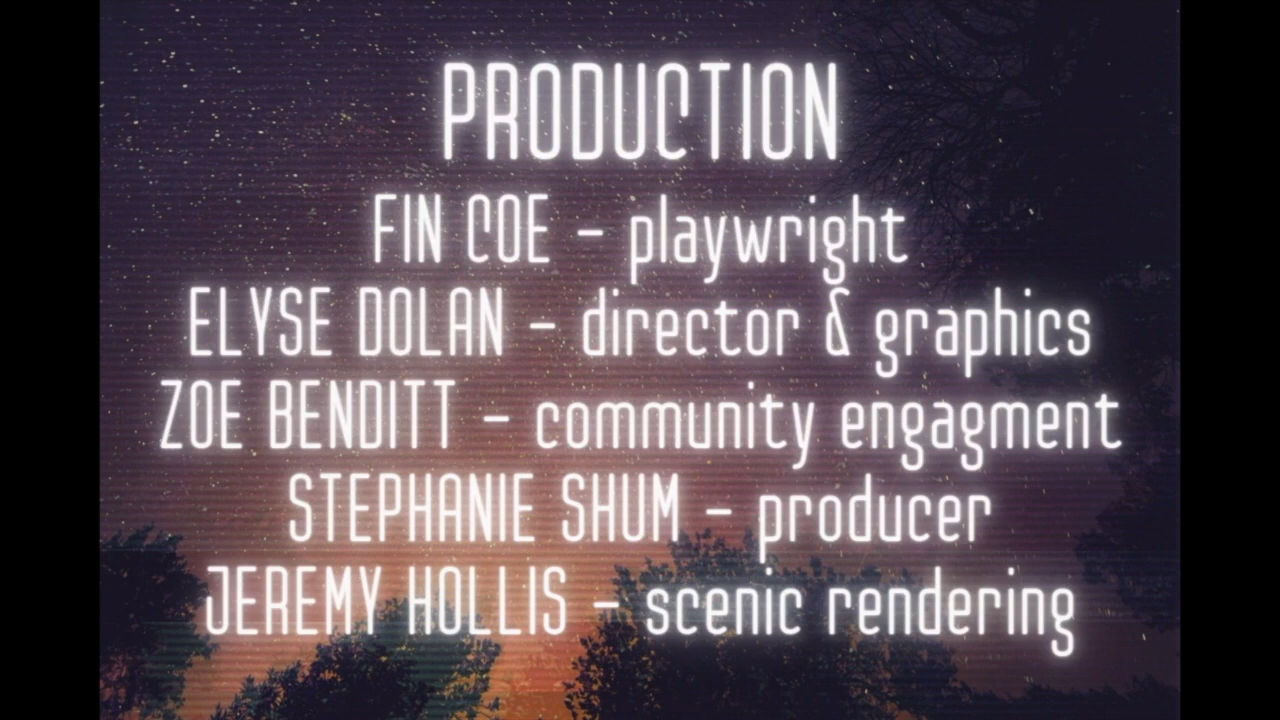 PRODUCTION
FIN COE – playwright
ELYSE DOLAN – director & graphics
ZOE BENDITT – community engagment
STEPHANIE SHUM – producer
JEREMY HOLLIS – scenic rendering